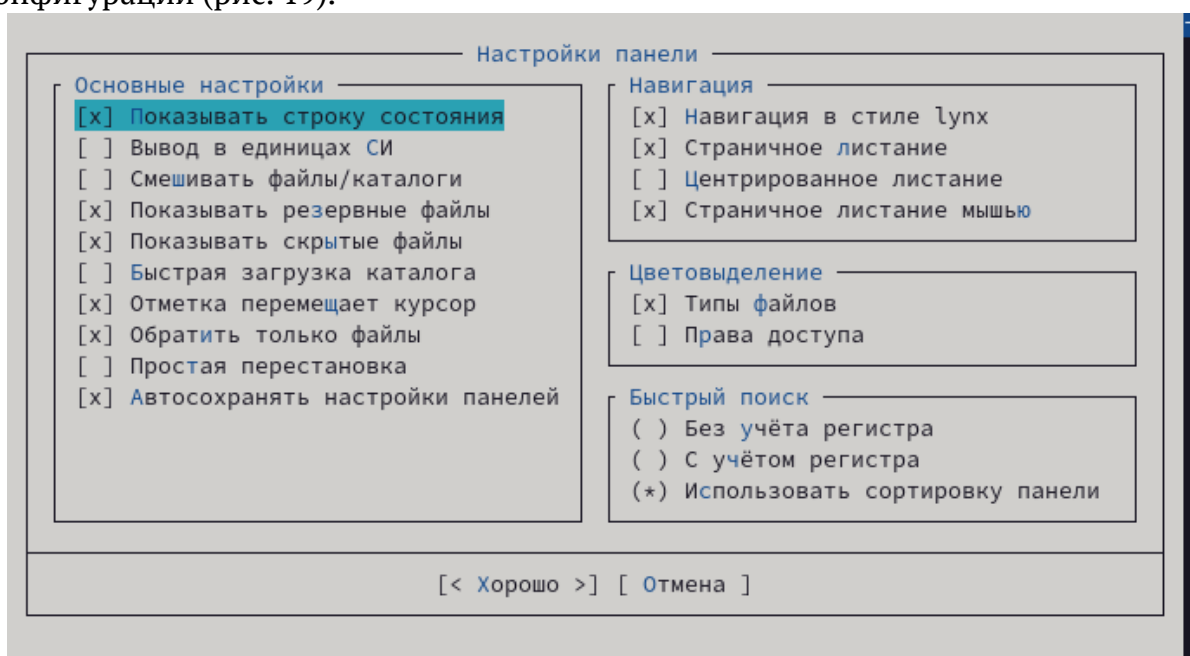 онфигурации (рис. 19).
Настройки панели
Основные настройки
[x] Показывать строку состояния
[ ] Вывод в единицах СИ
[ ] Смешивать файлы/каталоги
[x] Показывать резервные файлы
[x] Показывать скрытые файлы
[ ] Быстрая загрузка каталога
[x] Отметка перемещает курсор
[x] Обратить только файлы
[ ] Простая перестановка
[x] Автосохранять настройки панелей
Навигация
[x] Навигация в стиле lynx
[x] Страничное листание
[ ] Центрированное листание
[x] Страничное листание мышью
Цветовыделение
[x] Типы файлов
[ ] Права доступа
Быстрый поиск
( ) Без учёта регистра
( ) С учётом регистра
(*) Использовать сортировку панели
[< Хорошо >] [ Отмена ]